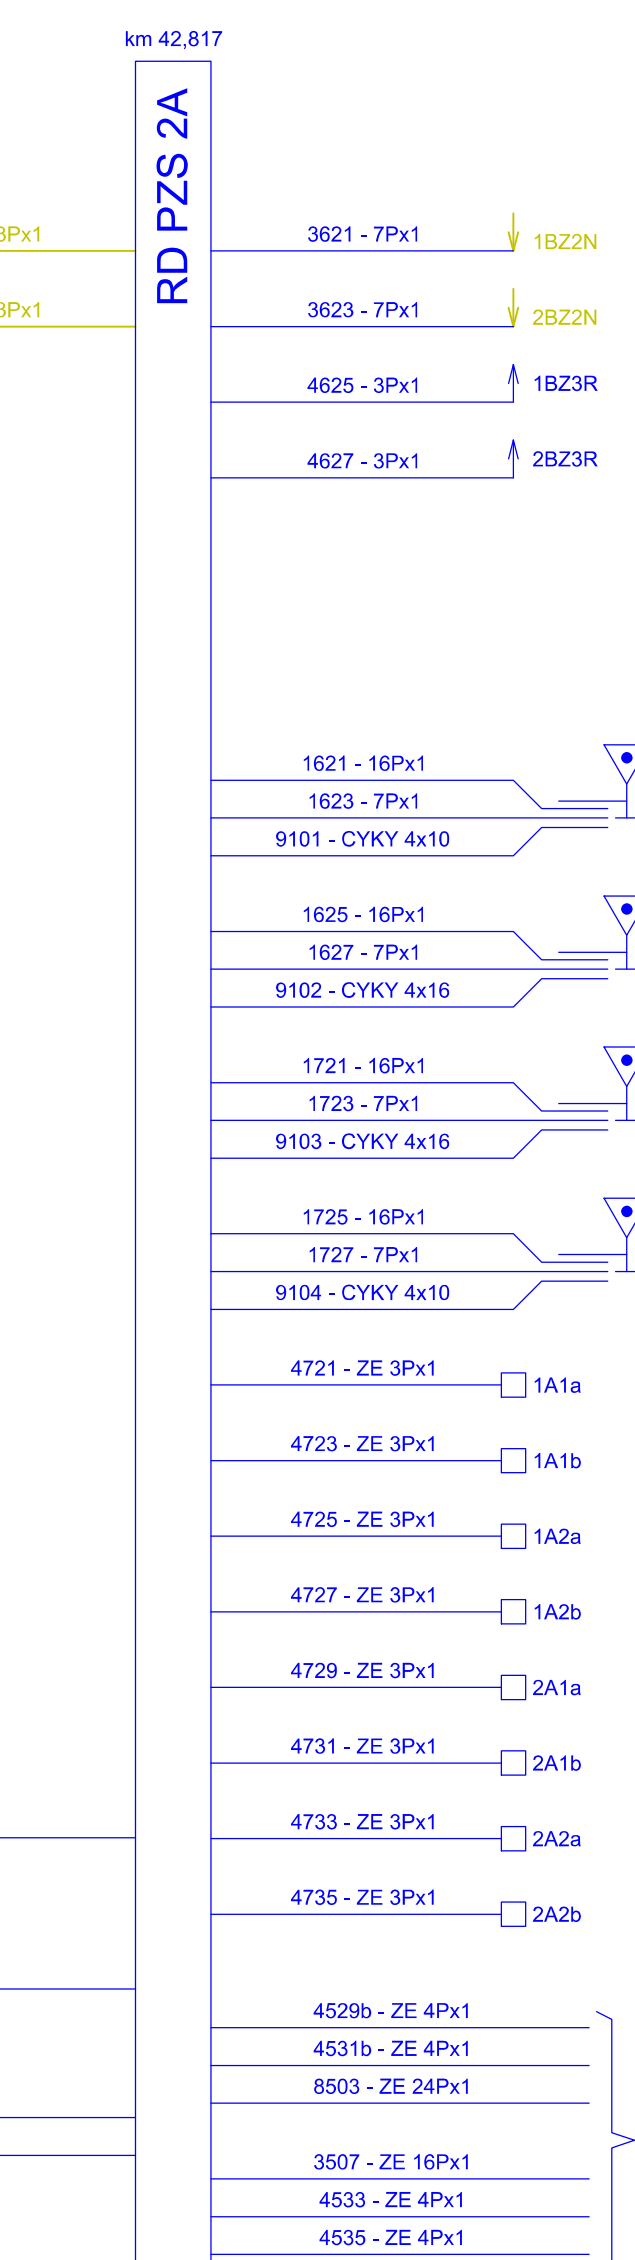 km 42,817
RD PZS 2A
3621 - 7Px1
1BZ2N
3623 - 7Px1
2BZ2N
4625 - 3Px1
1BZ3R
4627 - 3Px1
2BZ3R
1621 - 16Px1
1623 - 7Px1
9101 - CYKY 4x10
1625 - 16Px1
1627 - 7Px1
9102 - CYKY 4x16
1721 - 16Px1
1723 - 7Px1
9103 - CYKY 4x16
1725 - 16Px1
1727 - 7Px1
9104 - CYKY 4x10
4721 - ZE 3Px1
1A1a
4723 - ZE 3Px1
1A1b
4725 - ZE 3Px1
1A2a
4727 - ZE 3Px1
1A2b
4729 - ZE 3Px1
2A1a
4731 - ZE 3Px1
2A1b
4733 - ZE 3Px1
2A2a
4735 - ZE 3Px1
2A2b
4529b - ZE 4Px1
4531b - ZE 4Px1
8503 - ZE 24Px1
3507 - ZE 16Px1
4533 - ZE 4Px1
4535 - ZE 4Px1